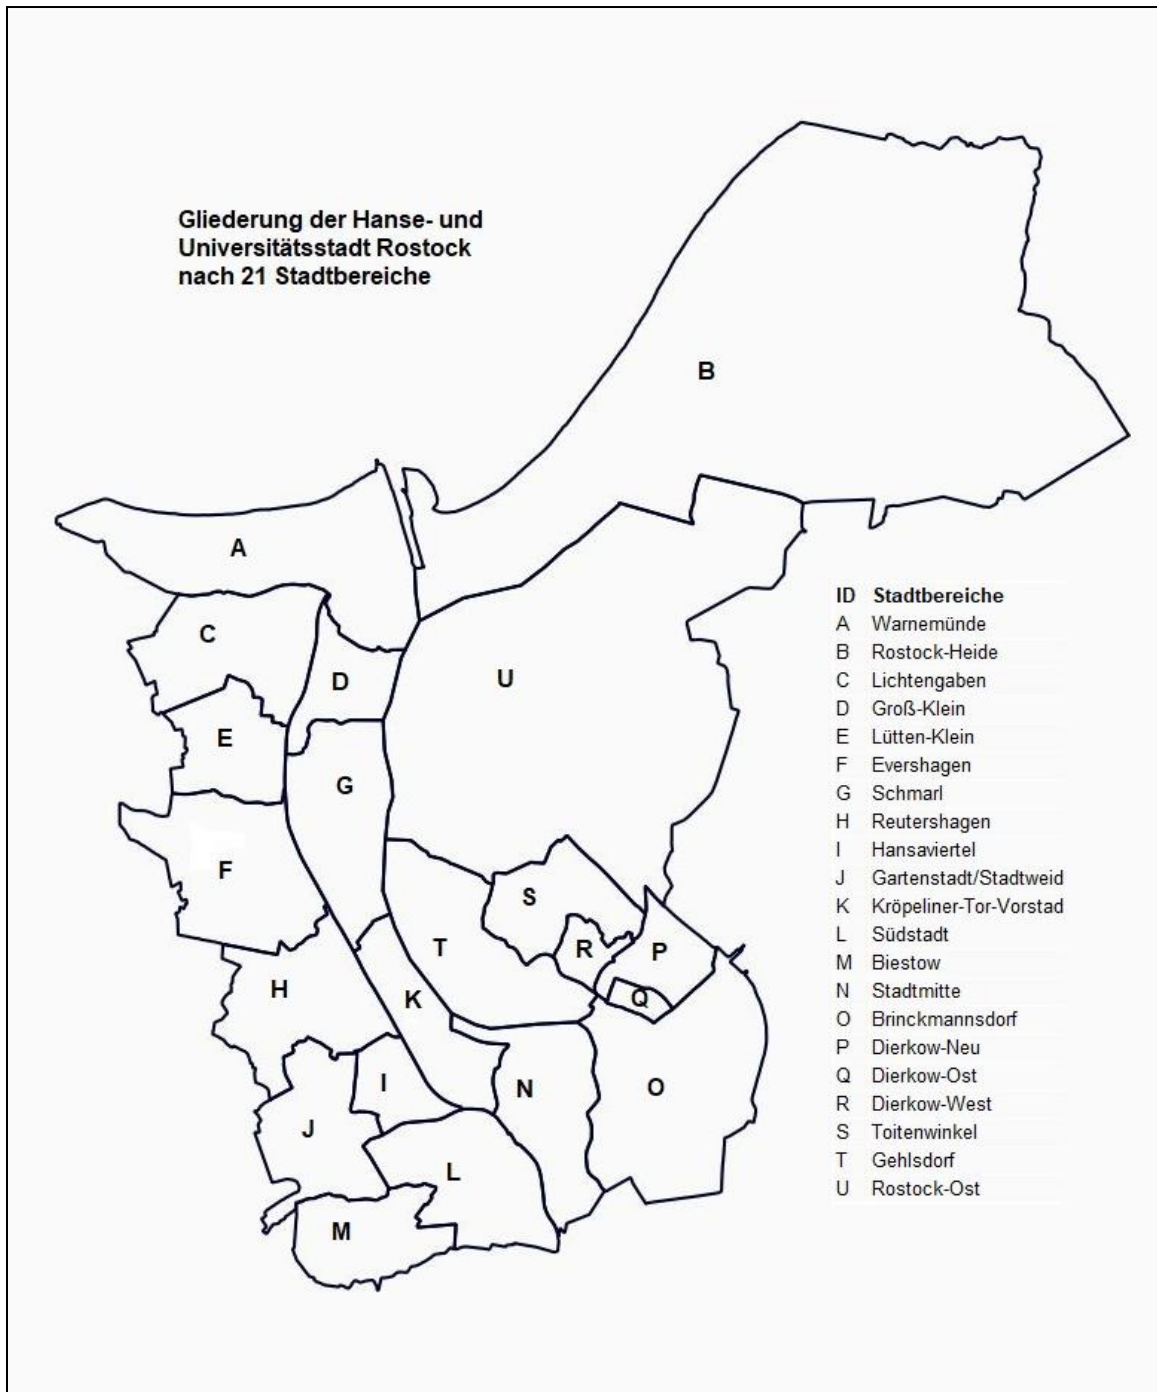 Gliederung der Hanse- und
Universitätsstadt Rostock
nach 21 Stadtbereiche
B
A
C
D
U
E
G
F
S
T
R
P
H
K
Q
I
N
O
J
L
M
ID Stadtbereiche
A Warnemünde
B Rostock-Heide
C Lichtengaben
D Groß-Klein
E Lütten-Klein
F Evershagen
G Schmarl
H Reutershagen
I Hansaviertel
J Gartenstadt/Stadtweid
K Kröpeliner-Tor-Vorstad
L Südstadt
M Biestow
N Stadtmitte
O Brinckmannsdorf
P Dierkow-Neu
Q Dierkow-Ost
R Dierkow-West
S Toitenwinkel
T Gehlsdorf
U Rostock-Ost